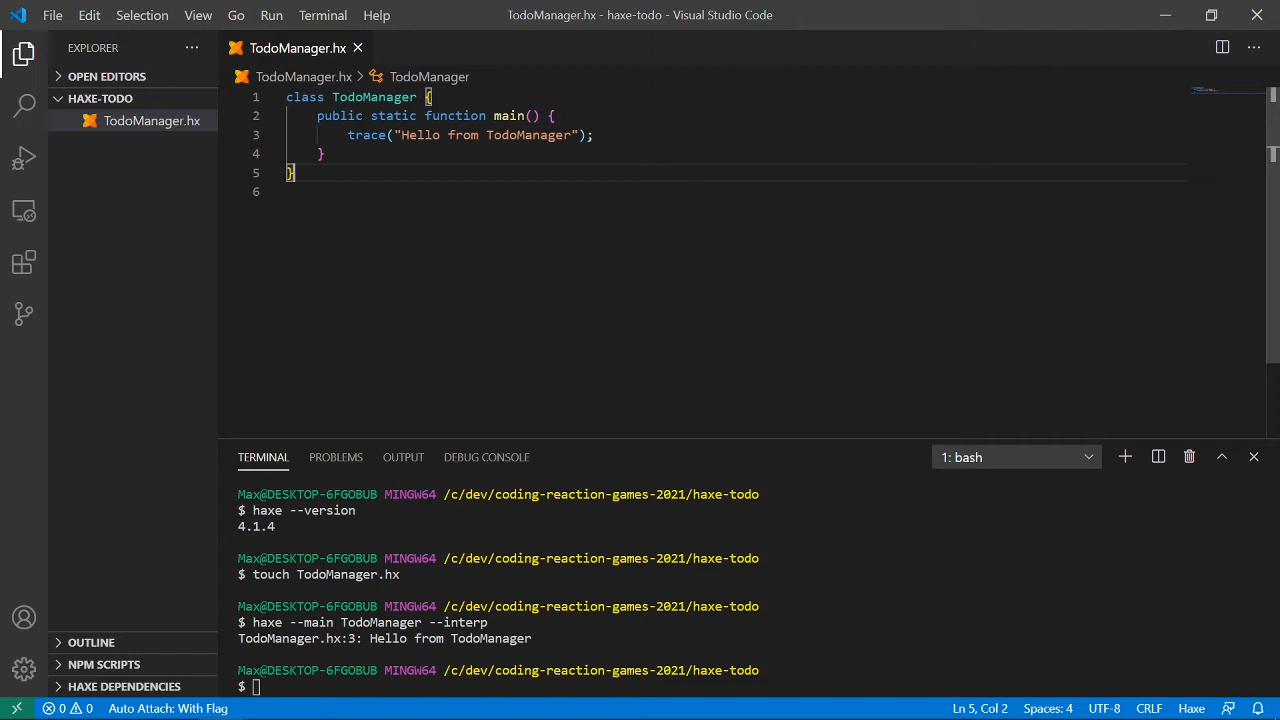 File Edit Selection View Go Run Terminal Help TodoManager.hx - haxe-todo - Visual Studio Code
EXPLORER
OPEN EDITORS
HAXE-TODO
TodoManager.hx
OUTLINE
NPM SCRIPTS
HAXE DEPENDENCIES
TodoManager.hx
TodoManager.hx > TodoManager
1 class TodoManager {
2 public static function main() {
3 trace("Hello from TodoManager");
4 }
5 }
6
TERMINAL PROBLEMS OUTPUT DEBUG CONSOLE 1: bash
Max@DESKTOP-6FGOBUB MINGW64 /c/dev/coding-reaction-games-2021/haxe-todo
$ haxe --version
4.1.4
Max@DESKTOP-6FGOBUB MINGW64 /c/dev/coding-reaction-games-2021/haxe-todo
$ touch TodoManager.hx
Max@DESKTOP-6FGOBUB MINGW64 /c/dev/coding-reaction-games-2021/haxe-todo
$ haxe --main TodoManager --interp
TodoManager.hx:3: Hello from TodoManager
Max@DESKTOP-6FGOBUB MINGW64 /c/dev/coding-reaction-games-2021/haxe-todo
$
0 0 Auto Attach: With Flag Ln 5, Col 2 Spaces: 4 UTF-8 CRLF Haxe